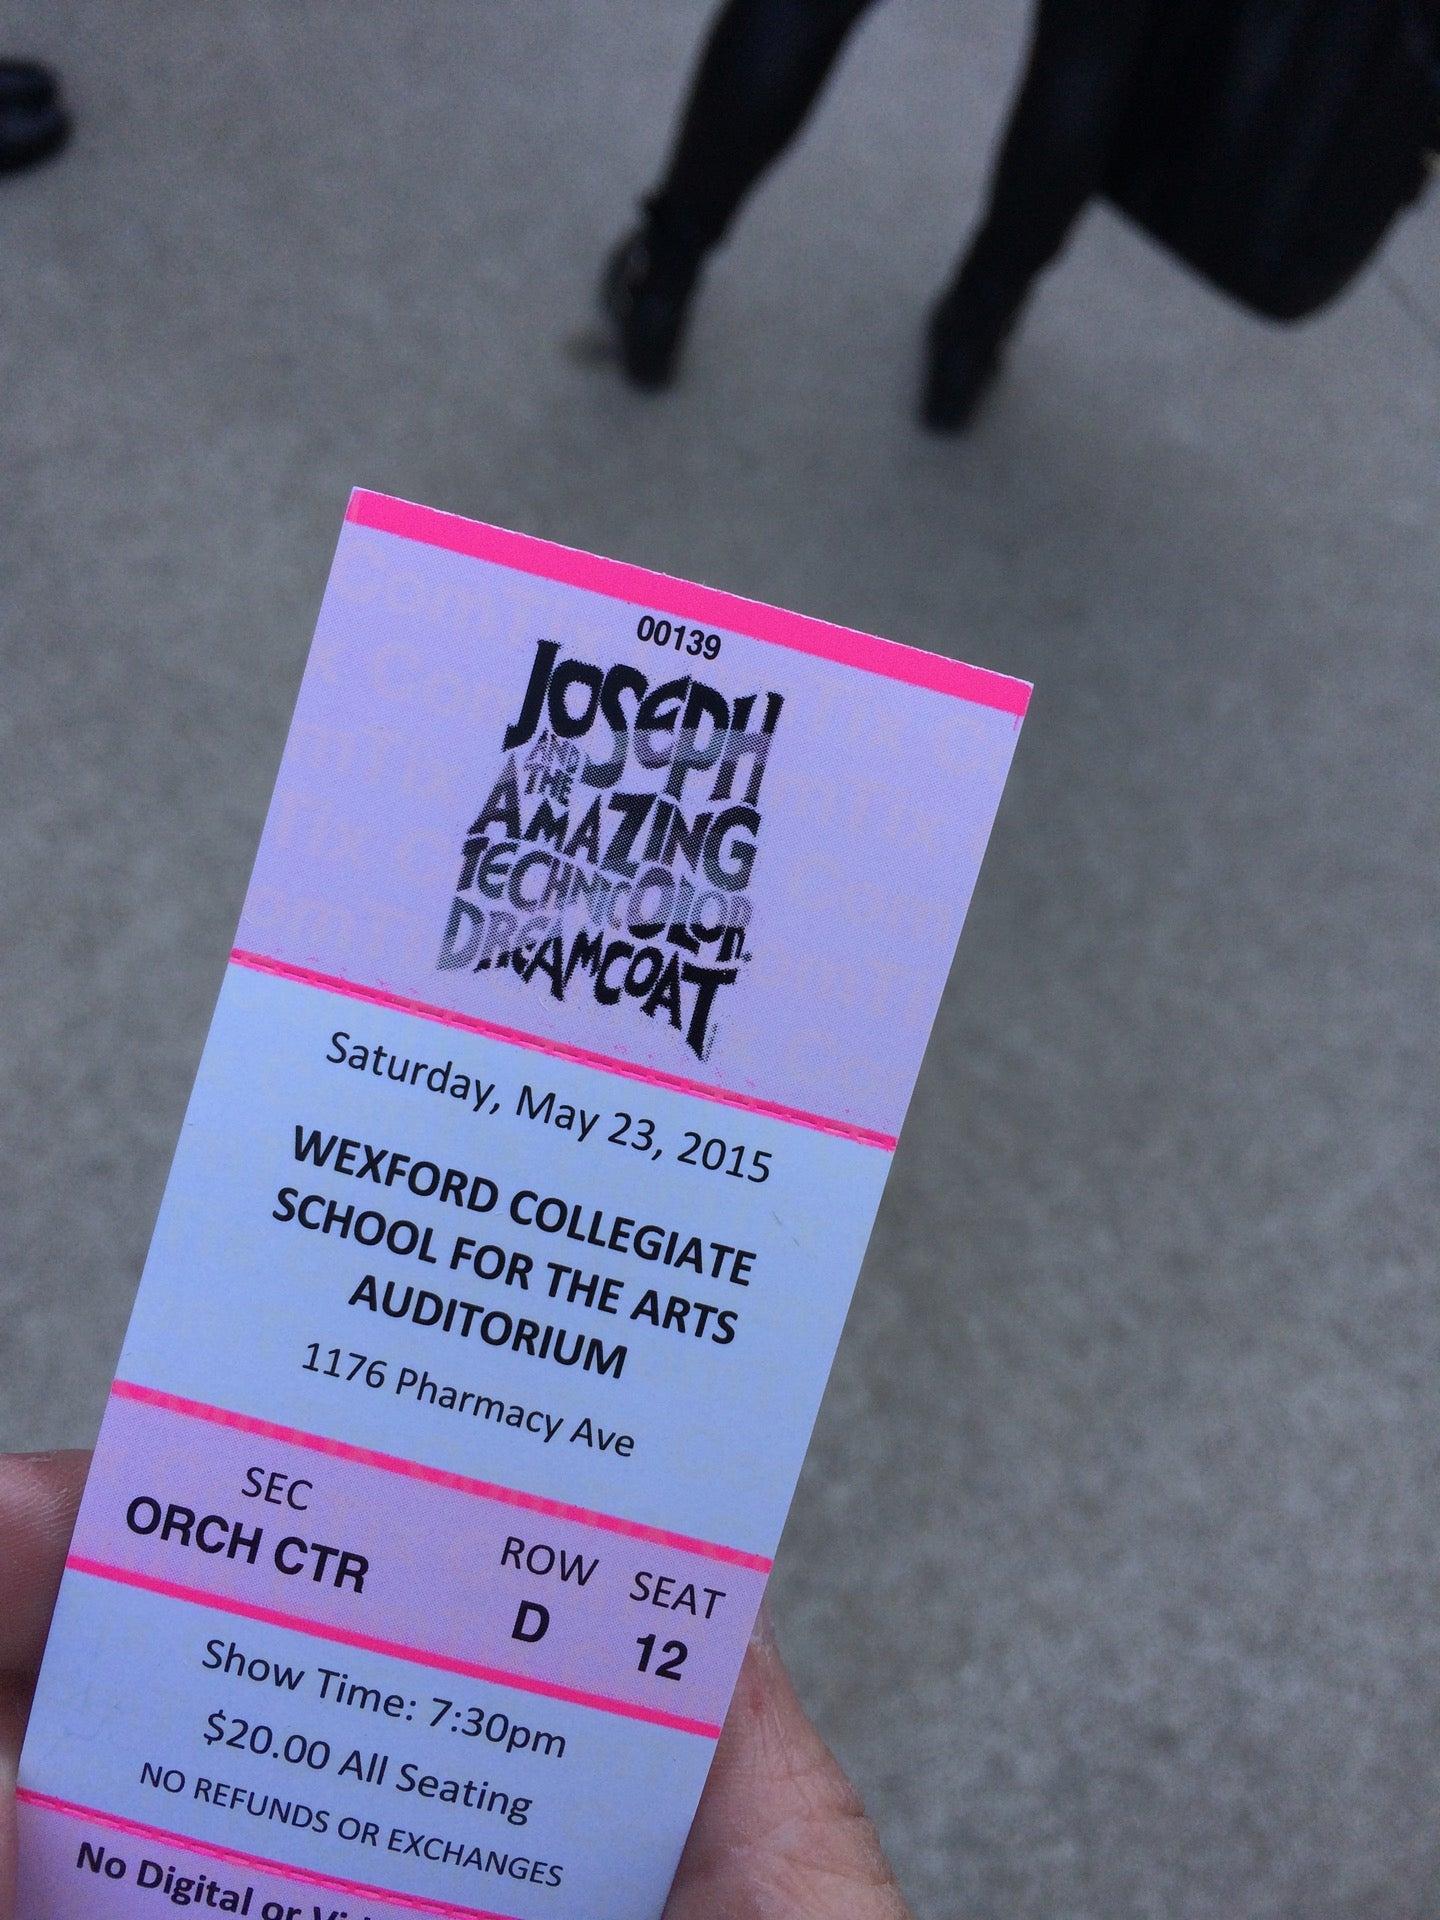 00139
JOSEPH
AND
THE
AMAZING
TECHNICOLOR
DREAMCOAT
Saturday, May 23, 2015
WEXFORD COLLEGIATE
SCHOOL FOR THE ARTS
AUDITORIUM
1176 Pharmacy Ave
SEC ROW SEAT
ORCH CTR D 12
Show Time: 7:30pm
$20.00 All Seating
NO REFUNDS OR EXCHANGES
No Digital or